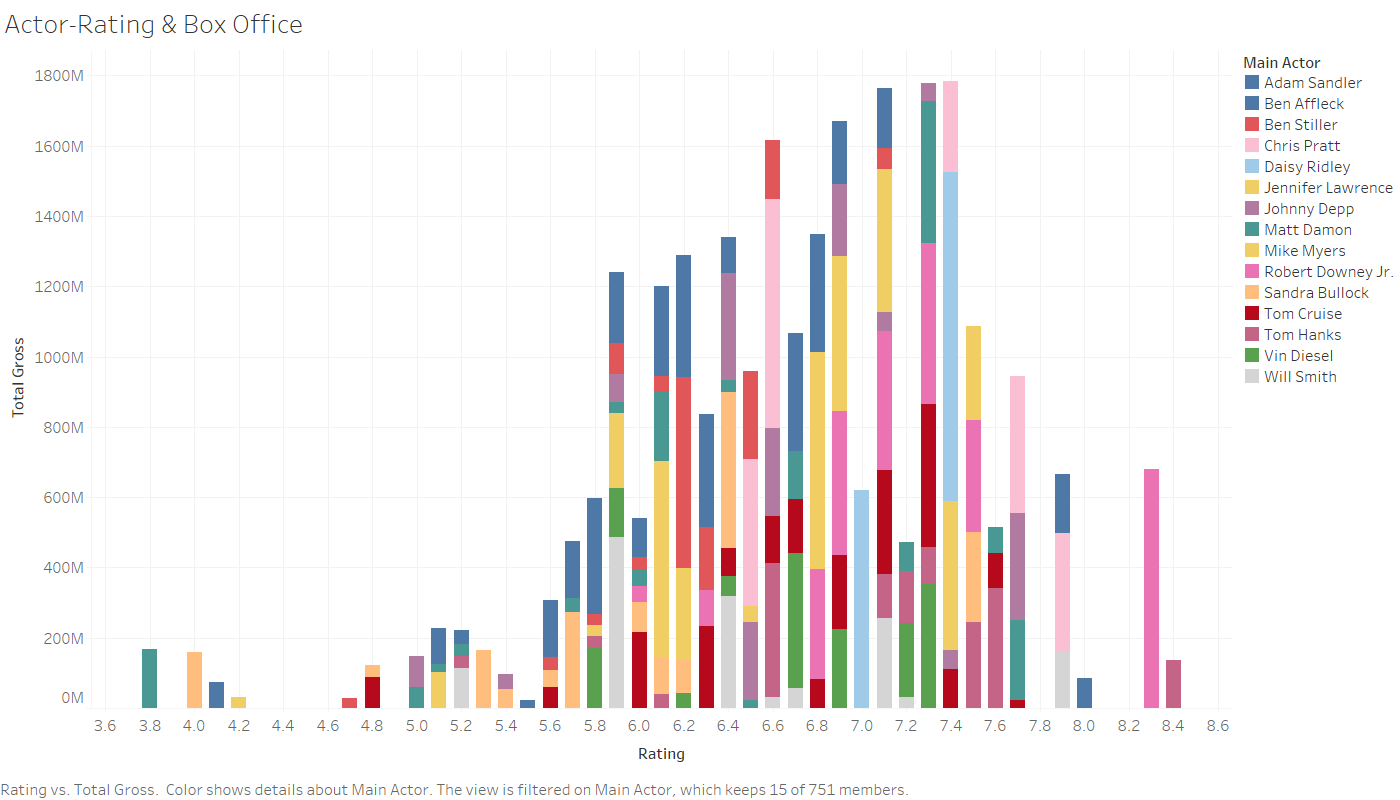 Actor-Rating & Box Office
Main Actor
Adam Sandler
Ben Affleck
Ben Stiller
Chris Pratt
Daisy Ridley
Jennifer Lawrence
Johnny Depp
Matt Damon
Mike Myers
Robert Downey Jr.
Sandra Bullock
Tom Cruise
Tom Hanks
Vin Diesel
Will Smith
Total Gross
1800M
1600M
1400M
1200M
1000M
800M
600M
400M
200M
0M
3.6 3.8 4.0 4.2 4.4 4.6 4.8 5.0 5.2 5.4 5.6 5.8 6.0 6.2 6.4 6.6 6.8 7.0 7.2 7.4 7.6 7.8 8.0 8.2 8.4 8.6
Rating
Rating vs. Total Gross.  Color shows details about Main Actor. The view is filtered on Main Actor, which keeps 15 of 751 members.